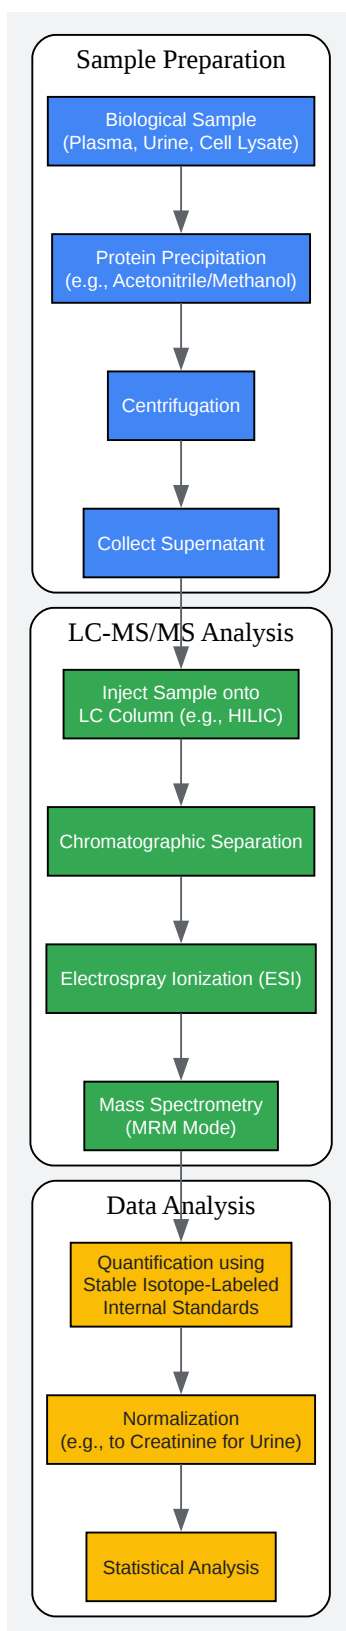 Sample Preparation
Biological Sample
(Plasma, Urine, Cell Lysate)
Protein Precipitation
(e.g., Acetonitrile/Methanol)
Centrifugation
Collect Supernatant
LC-MS/MS Analysis
Inject Sample onto
LC Column (e.g., HILIC)
Chromatographic Separation
Electrospray Ionization (ESI)
Mass Spectrometry
(MRM Mode)
Data Analysis
Quantification using
Stable Isotope-Labeled
Internal Standards
Normalization
(e.g., to Creatinine for Urine)
Statistical Analysis